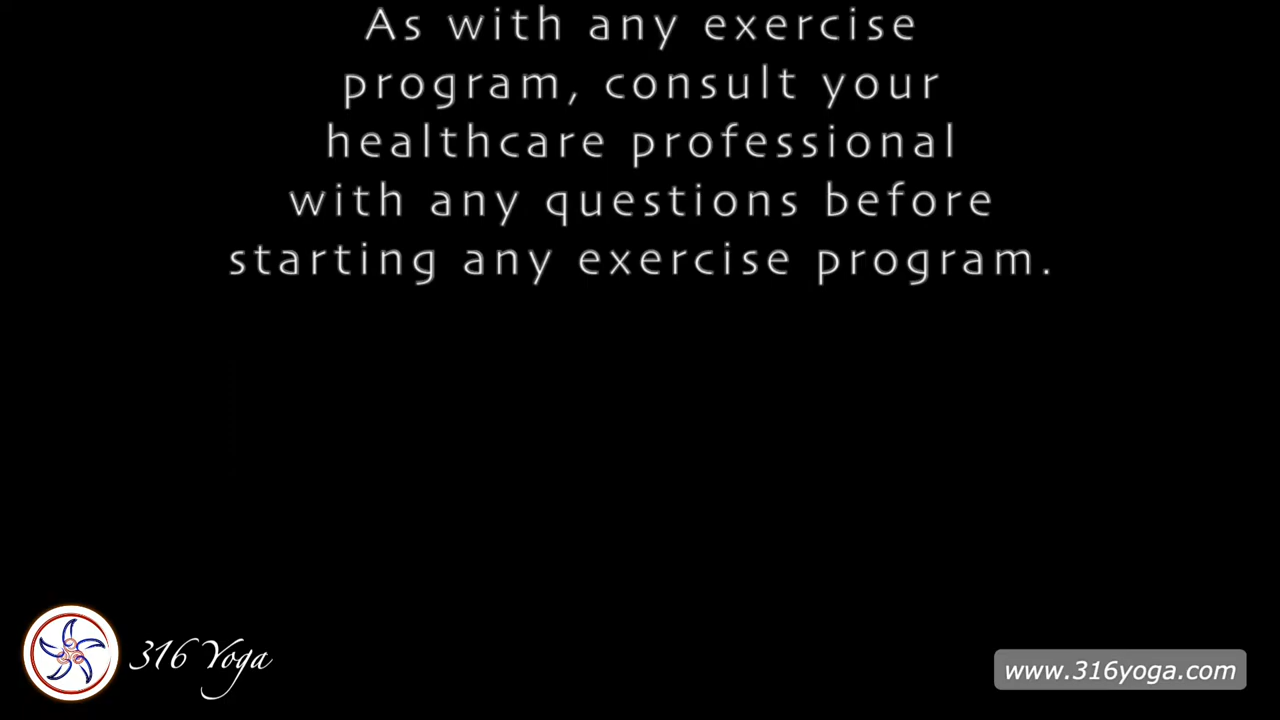 As with any exercise
program, consult your
healthcare professional
with any questions before
starting any exercise program.
316 Yoga
www.316yoga.com